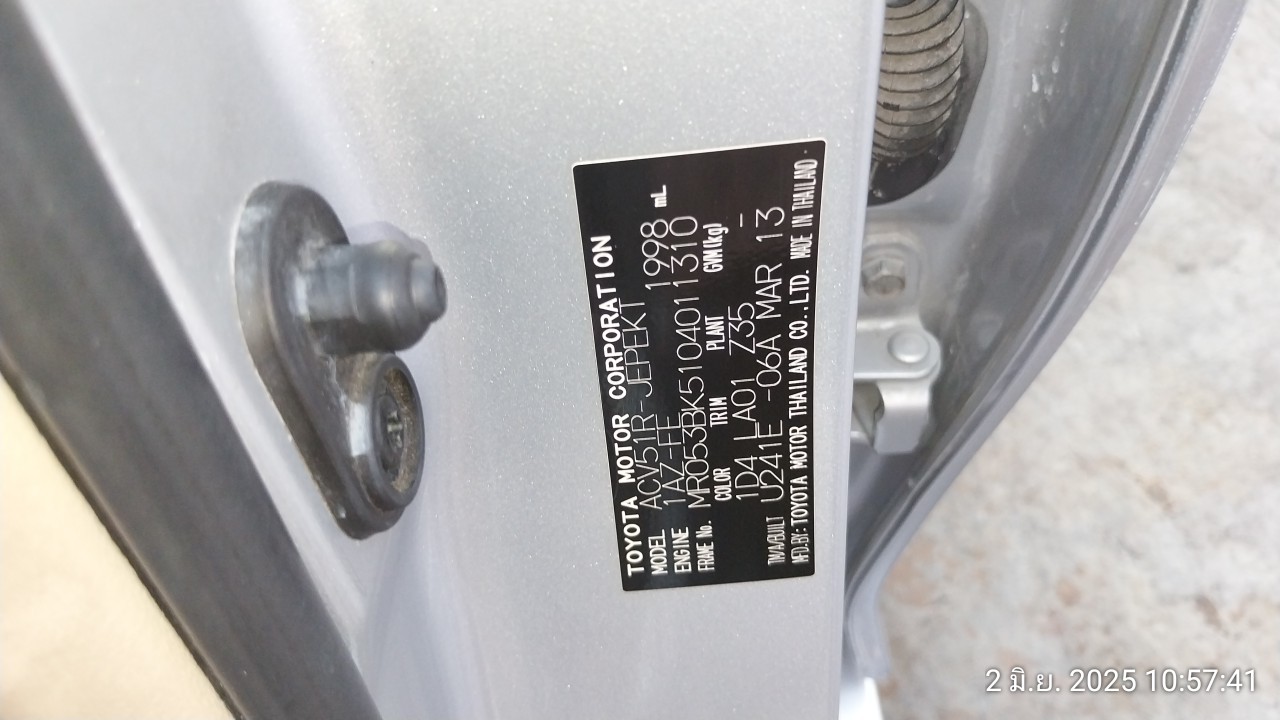 TOYOTA MOTOR CORPORATION
MODEL ACV51R-JEPEKT 1998 mL
ENGINE 1AZ-FE
FRAME No. MR053BK5104011310
COLOR TRIM PLANT GVM(kg)
1D4 LA01 Z35 -
TM/A/BUILT U241E -06A MAR 13
MFD.BY: TOYOTA MOTOR THAILAND CO.,LTD. MADE IN THAILAND
2 มิ.ย. 2025 10:57:41